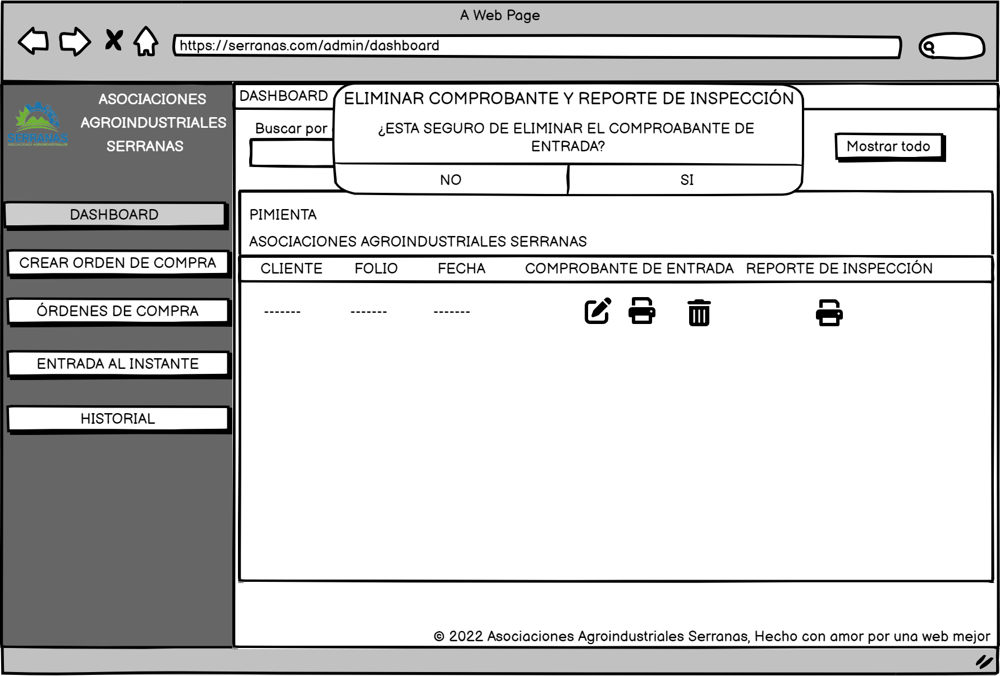 A Web Page
https://serranas.com/admin/dashboard
ASOCIACIONES
AGROINDUSTRIALES
SERRANAS
SERRANAS
ASOCIACIONES AGROINDUSTRIALES
DASHBOARD
CREAR ORDEN DE COMPRA
ÓRDENES DE COMPRA
ENTRADA AL INSTANTE
HISTORIAL
DASHBOARD
Buscar por
ELIMINAR COMPROBANTE Y REPORTE DE INSPECCIÓN
¿ESTA SEGURO DE ELIMINAR EL COMPROABANTE DE
ENTRADA?
NO SI
Mostrar todo
PIMIENTA
ASOCIACIONES AGROINDUSTRIALES SERRANAS
CLIENTE FOLIO FECHA COMPROBANTE DE ENTRADA REPORTE DE INSPECCIÓN
------- ------- -------
© 2022 Asociaciones Agroindustriales Serranas, Hecho con amor por una web mejor